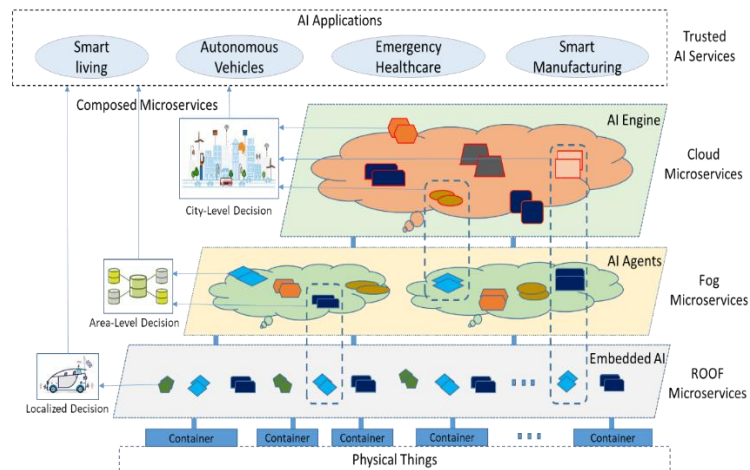 AI Applications
Trusted
AI Services
Smart
living
Autonomous
Vehicles
Emergency
Healthcare
Smart
Manufacturing
Composed Microservices
AI Engine
Cloud
Microservices
City-Level Decision
AI Agents
Fog
Microservices
Area-Level Decision
Embedded AI
ROOF
Microservices
Localized Decision
Container
Container
Container
Container
Container
Physical Things